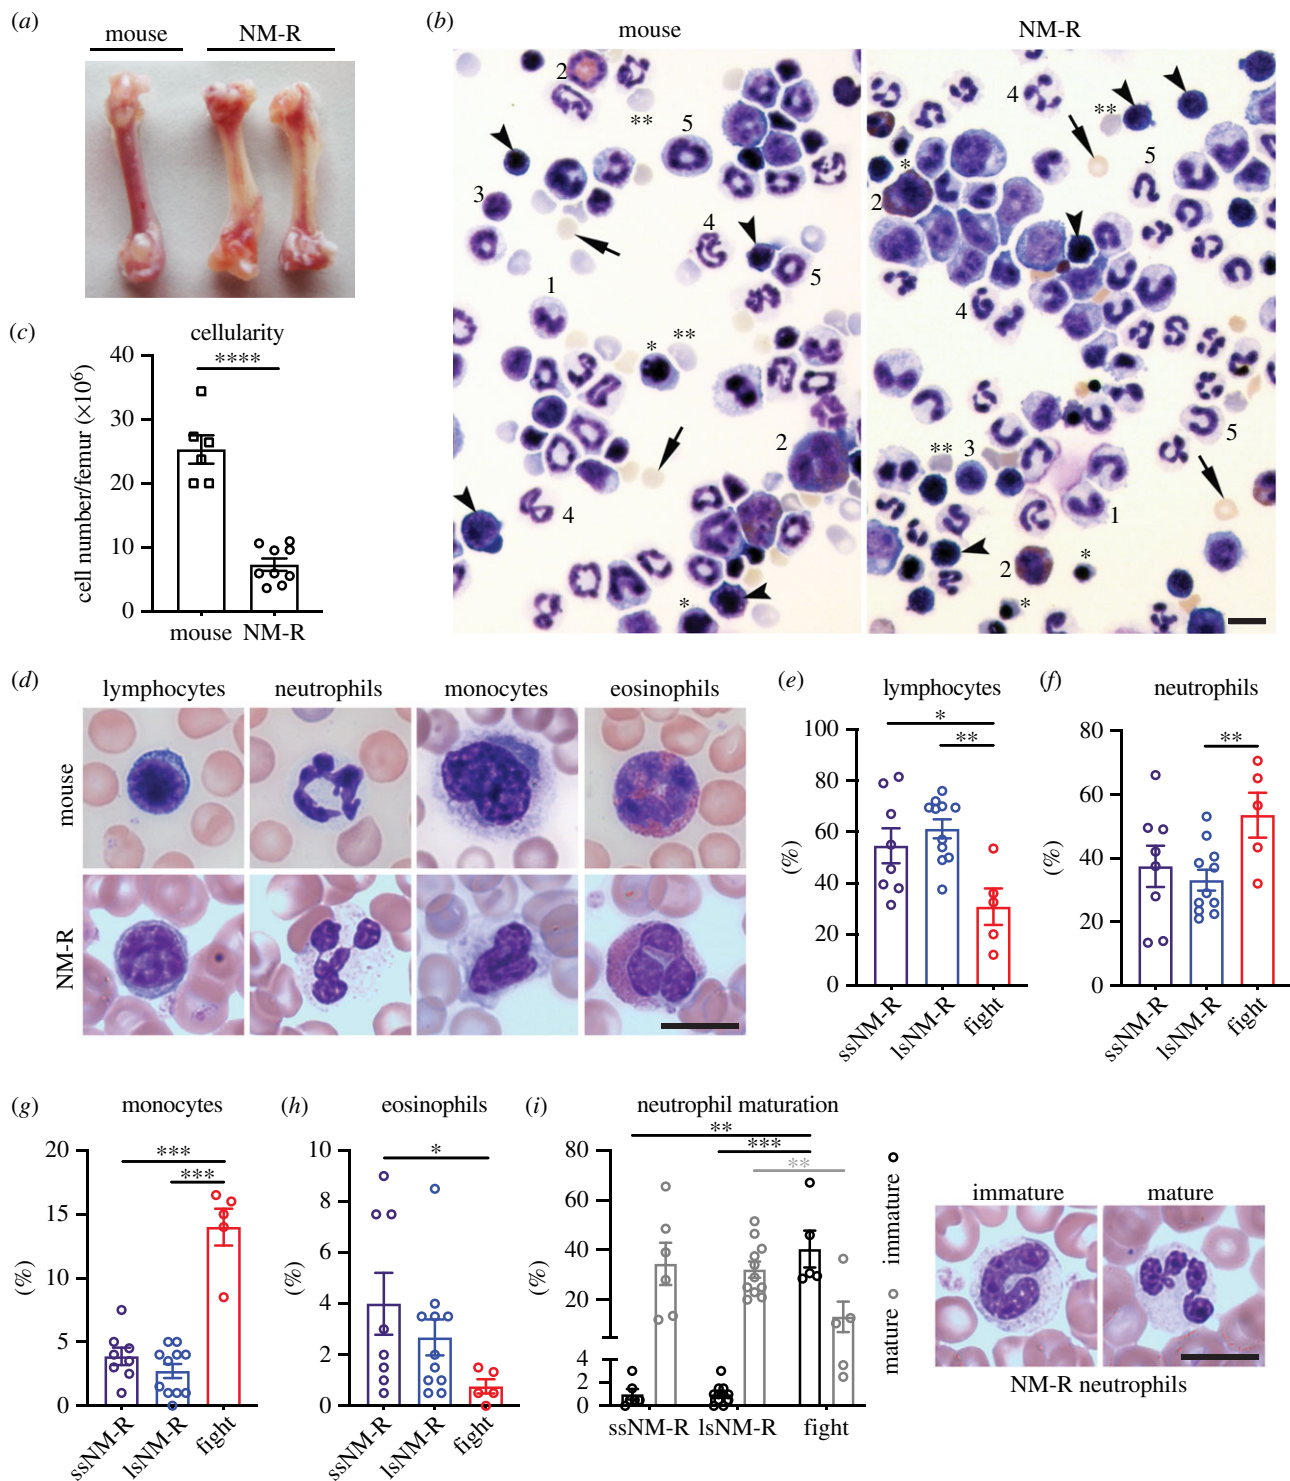 (a)
mouse NM-R
(b)
mouse NM-R
2 ** 5 3 4 5 1 * ** 2 4 *
4 ** 5 * 2 4 5 ** 3 1 2 * *
(c)
cellularity
****
cell number/femur (×10⁶)
40
30
20
10
0
mouse NM-R
(d)
lymphocytes neutrophils monocytes eosinophils
mouse
NM-R
(e)
lymphocytes
*
**
(%)
100
80
60
40
20
0
ssNM-R lsNM-R fight
(f)
neutrophils
**
(%)
80
60
40
20
0
ssNM-R lsNM-R fight
(g)
monocytes
***
***
(%)
20
15
10
5
0
ssNM-R lsNM-R fight
(h)
eosinophils
*
(%)
10
8
6
4
2
0
ssNM-R lsNM-R fight
(i)
neutrophil maturation
**
***
**
(%)
80
60
40
20
4
2
0
ssNM-R lsNM-R fight
mature immature
immature mature
NM-R neutrophils